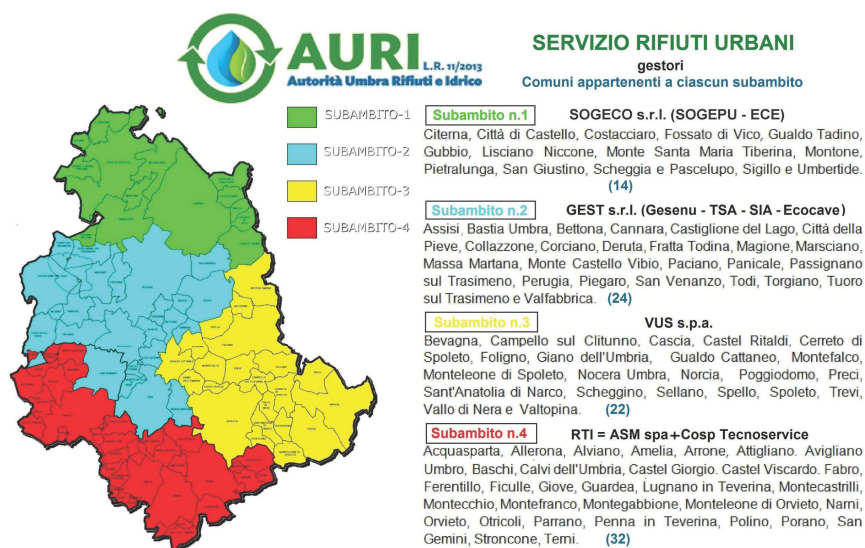 AURI L.R. 11/2013
Autorità Umbra Rifiuti e Idrico
SERVIZIO RIFIUTI URBANI
gestori
Comuni appartenenti a ciascun subambito
SUBAMBITO-1
SUBAMBITO-2
SUBAMBITO-3
SUBAMBITO-4
Subambito n.1 SOGECO s.r.l. (SOGEPU - ECE)
Citerna, Città di Castello, Costacciaro, Fossato di Vico, Gualdo Tadino,
Gubbio, Lisciano Niccone, Monte Santa Maria Tiberina, Montone,
Pietralunga, San Giustino, Scheggia e Pascelupo, Sigillo e Umbertide.
(14)
Subambito n.2 GEST s.r.l. (Gesenu - TSA - SIA - Ecocave)
Assisi, Bastia Umbra, Bettona, Cannara, Castiglione del Lago, Città della
Pieve, Collazzone, Corciano, Deruta, Fratta Todina, Magione, Marsciano,
Massa Martana, Monte Castello Vibio, Paciano, Panicale, Passignano
sul Trasimeno, Perugia, Piegaro, San Venanzo, Todi, Torgiano, Tuoro
sul Trasimeno e Valfabbrica. (24)
Subambito n.3 VUS s.p.a.
Bevagna, Campello sul Clitunno, Cascia, Castel Ritaldi, Cerreto di
Spoleto, Foligno, Giano dell'Umbria, Gualdo Cattaneo, Montefalco,
Monteleone di Spoleto, Nocera Umbra, Norcia, Poggiodomo, Preci,
Sant'Anatolia di Narco, Scheggino, Sellano, Spello, Spoleto, Trevi,
Vallo di Nera e Valtopina. (22)
Subambito n.4 RTI = ASM spa+Cosp Tecnoservice
Acquasparta, Allerona, Alviano, Amelia, Arrone, Attigliano. Avigliano
Umbro, Baschi, Calvi dell'Umbria, Castel Giorgio. Castel Viscardo. Fabro,
Ferentillo, Ficulle, Giove, Guardea, Lugnano in Teverina, Montecastrilli,
Montecchio, Montefranco, Montegabbione, Monteleone di Orvieto, Narni,
Orvieto, Otricoli, Parrano, Penna in Teverina, Polino, Porano, San
Gemini, Stroncone, Terni. (32)